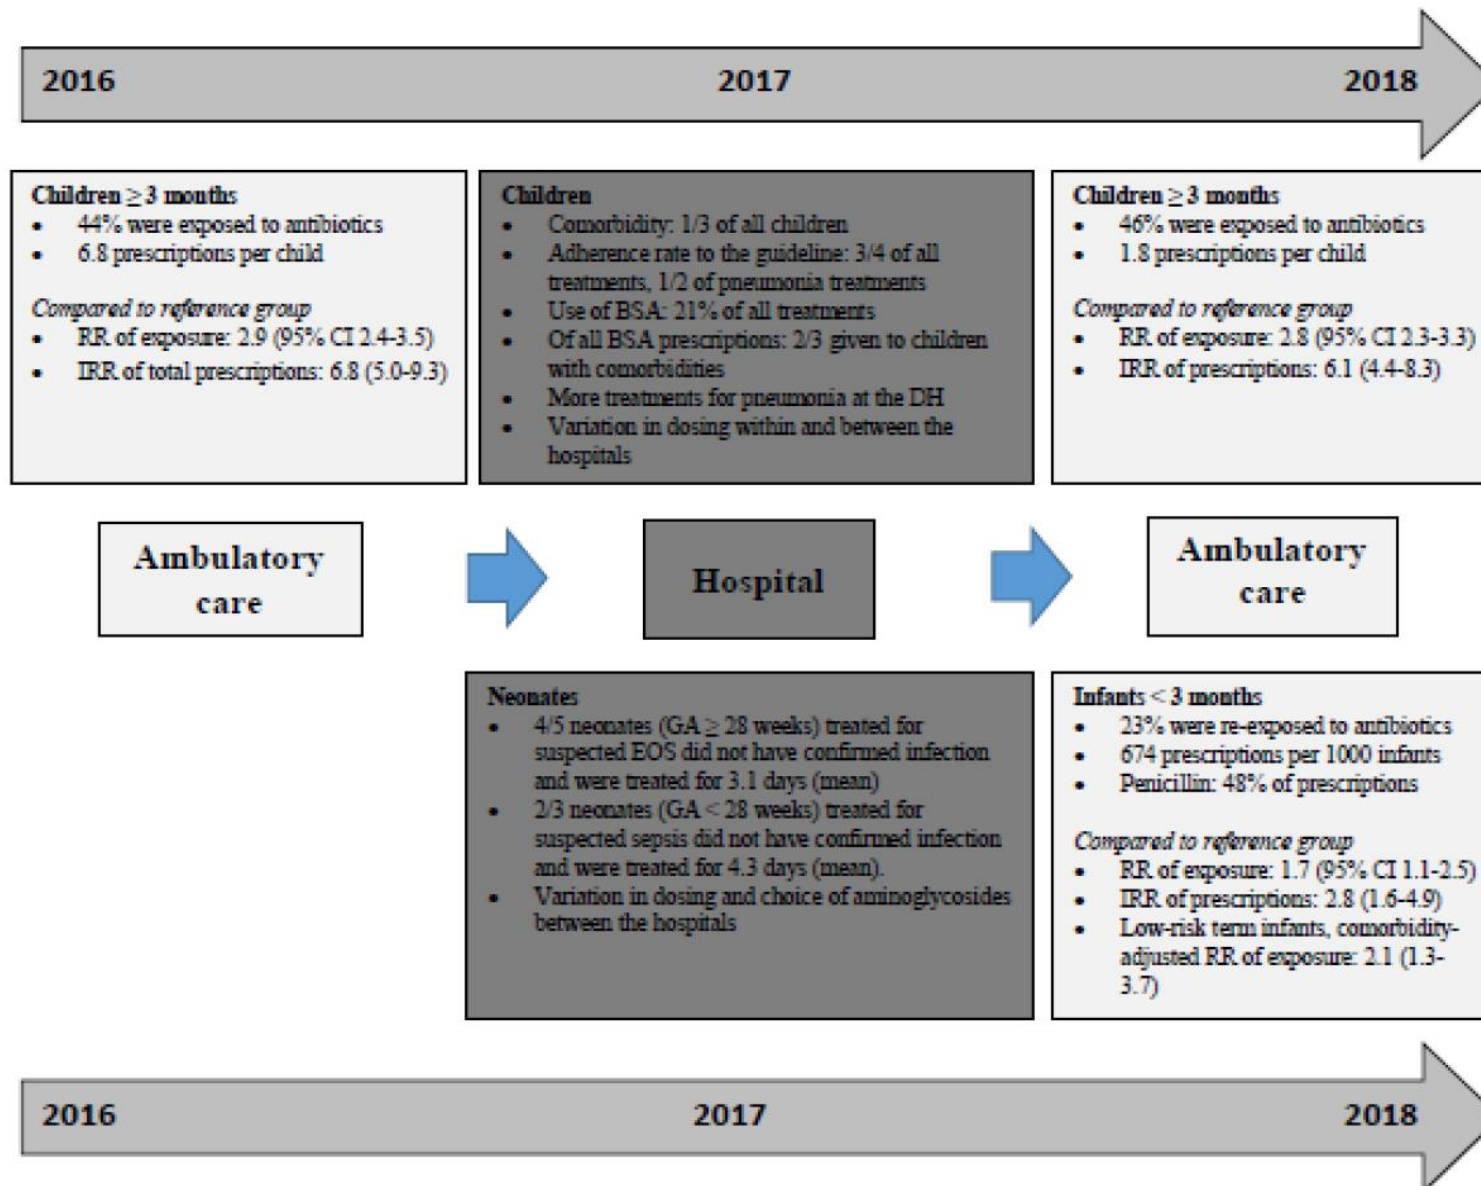 2016 2017 2018
Children ≥ 3 months
• 44% were exposed to antibiotics
• 6.8 prescriptions per child
Compared to reference group
• RR of exposure: 2.9 (95% CI 2.4-3.5)
• IRR of total prescriptions: 6.8 (5.0-9.3)
Children
• Comorbidity: 1/3 of all children
• Adherence rate to the guideline: 3/4 of all
treatments, 1/2 of pneumonia treatments
• Use of BSA: 21% of all treatments
• Of all BSA prescriptions: 2/3 given to children
with comorbidities
• More treatments for pneumonia at the DH
• Variation in dosing within and between the
hospitals
Children ≥ 3 months
• 46% were exposed to antibiotics
• 1.8 prescriptions per child
Compared to reference group
• RR of exposure: 2.8 (95% CI 2.3-3.3)
• IRR of prescriptions: 6.1 (4.4-8.3)
Ambulatory
care
Hospital
Ambulatory
care
Neonates
• 4/5 neonates (GA ≥ 28 weeks) treated for
suspected EOS did not have confirmed infection
and were treated for 3.1 days (mean)
• 2/3 neonates (GA < 28 weeks) treated for
suspected sepsis did not have confirmed infection
and were treated for 4.3 days (mean).
• Variation in dosing and choice of aminoglycosides
between the hospitals
Infants < 3 months
• 23% were re-exposed to antibiotics
• 674 prescriptions per 1000 infants
• Penicillin: 48% of prescriptions
Compared to reference group
• RR of exposure: 1.7 (95% CI 1.1-2.5)
• IRR of prescriptions: 2.8 (1.6-4.9)
• Low-risk term infants, comorbidity-
adjusted RR of exposure: 2.1 (1.3-
3.7)
2016 2017 2018